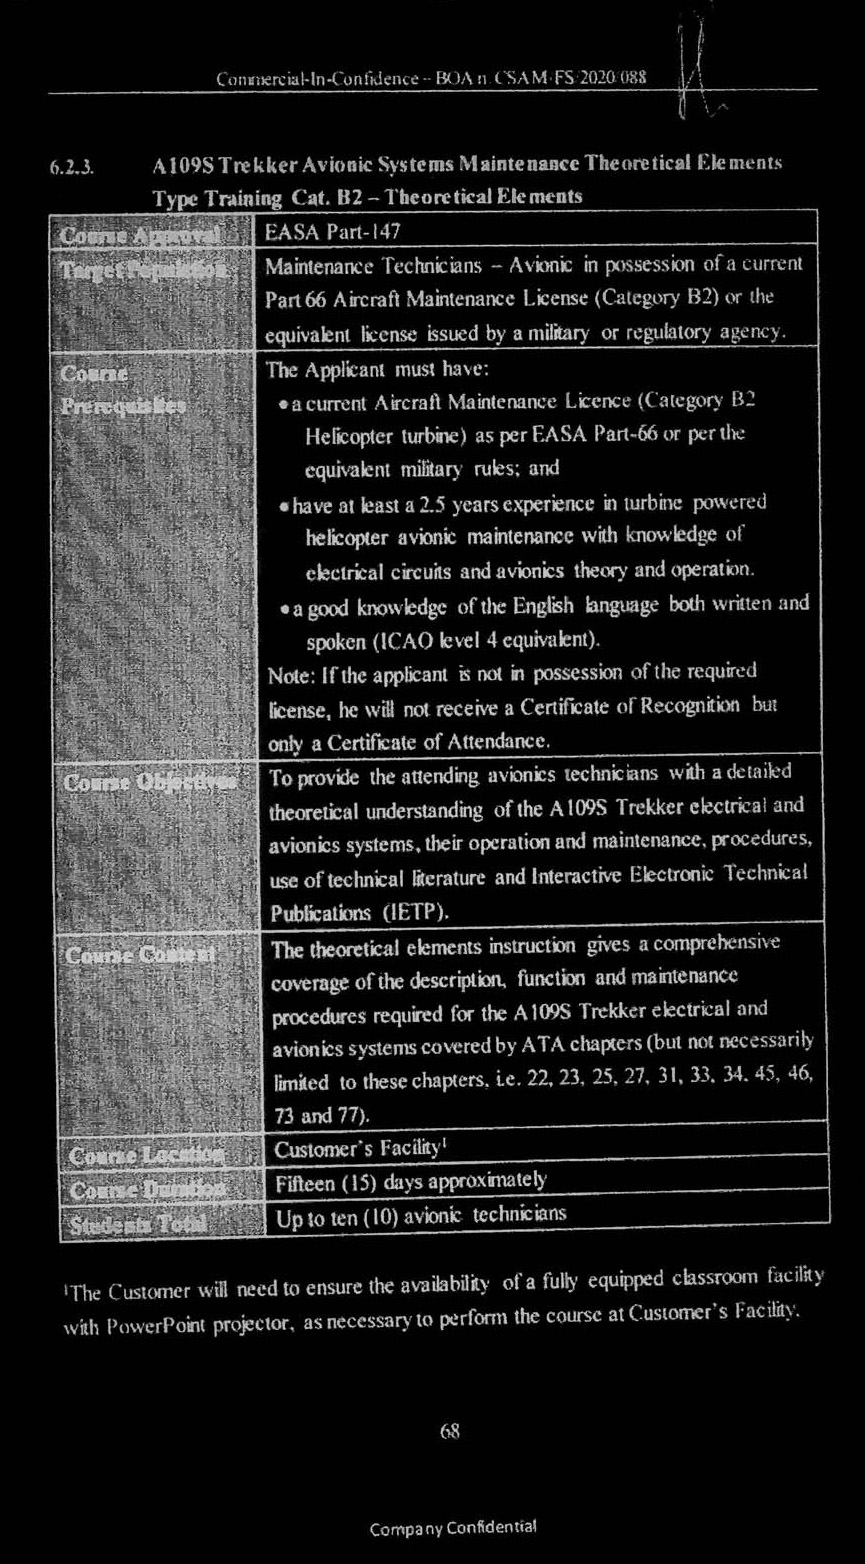 Commercial-In-Confidence – BOA n. CSAM-FS-2020/088
6.2.3. A109S Trekker Avionic Systems Maintenance Theoretical Elements
Type Training Cat. B2 – Theoretical Elements
Course Approval EASA Part-147
Target Population Maintenance Technicians – Avionic in possession of a current
Part 66 Aircraft Maintenance License (Category B2) or the
equivalent license issued by a military or regulatory agency.
Course The Applicant must have:
Prerequisites • a current Aircraft Maintenance Licence (Category B2
Helicopter turbine) as per EASA Part-66 or per the
equivalent military rules; and
• have at least a 2.5 years experience in turbine powered
helicopter avionic maintenance with knowledge of
electrical circuits and avionics theory and operation.
• a good knowledge of the English language both written and
spoken (ICAO level 4 equivalent).
Note: If the applicant is not in possession of the required
license, he will not receive a Certificate of Recognition but
only a Certificate of Attendance.
Course Objectives To provide the attending avionics technicians with a detailed
theoretical understanding of the A109S Trekker electrical and
avionics systems, their operation and maintenance, procedures,
use of technical literature and Interactive Electronic Technical
Publications (IETP).
Course Content The theoretical elements instruction gives a comprehensive
coverage of the description, function and maintenance
procedures required for the A109S Trekker electrical and
avionics systems covered by ATA chapters (but not necessarily
limited to these chapters, i.e. 22, 23, 25, 27, 31, 33, 34, 45, 46,
73 and 77).
Course Location Customer's Facility¹
Course Duration Fifteen (15) days approximately
Students Total Up to ten (10) avionic technicians
¹The Customer will need to ensure the availability of a fully equipped classroom facility
with PowerPoint projector, as necessary to perform the course at Customer's Facility.
68
Company Confidential